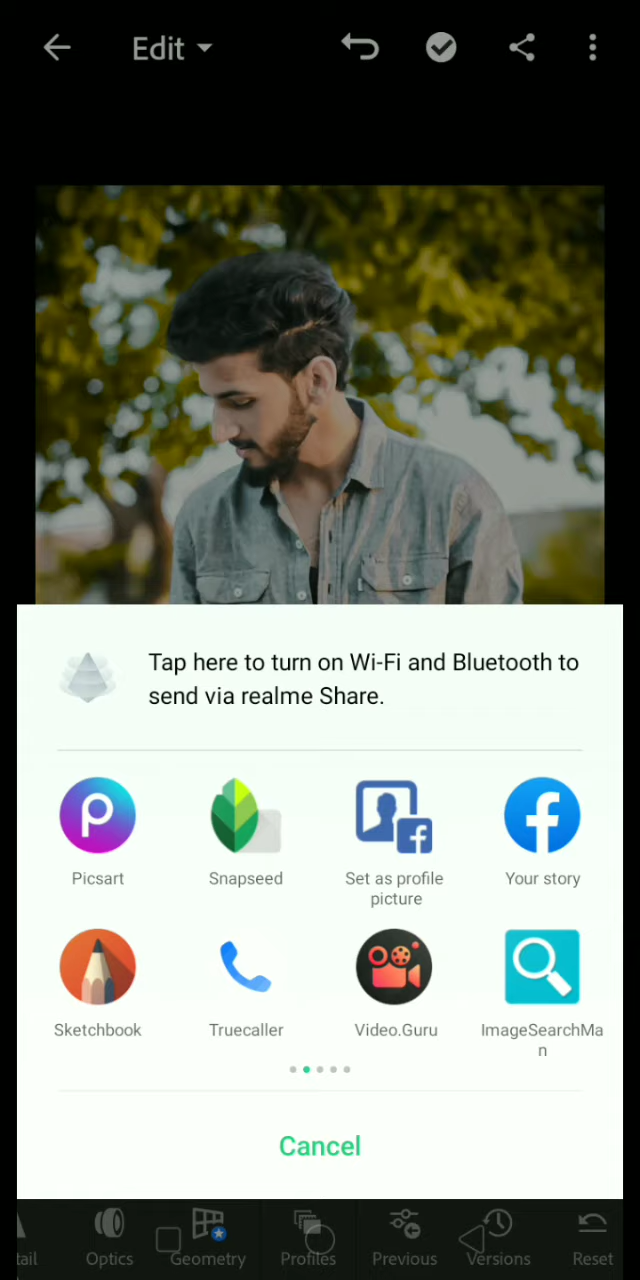 Edit
Tap here to turn on Wi-Fi and Bluetooth to
send via realme Share.
Picsart
Snapseed
Set as profile
picture
Your story
Sketchbook
Truecaller
Video.Guru
ImageSearchMa
n
Cancel
tail
Optics
Geometry
Profiles
Previous
Versions
Reset